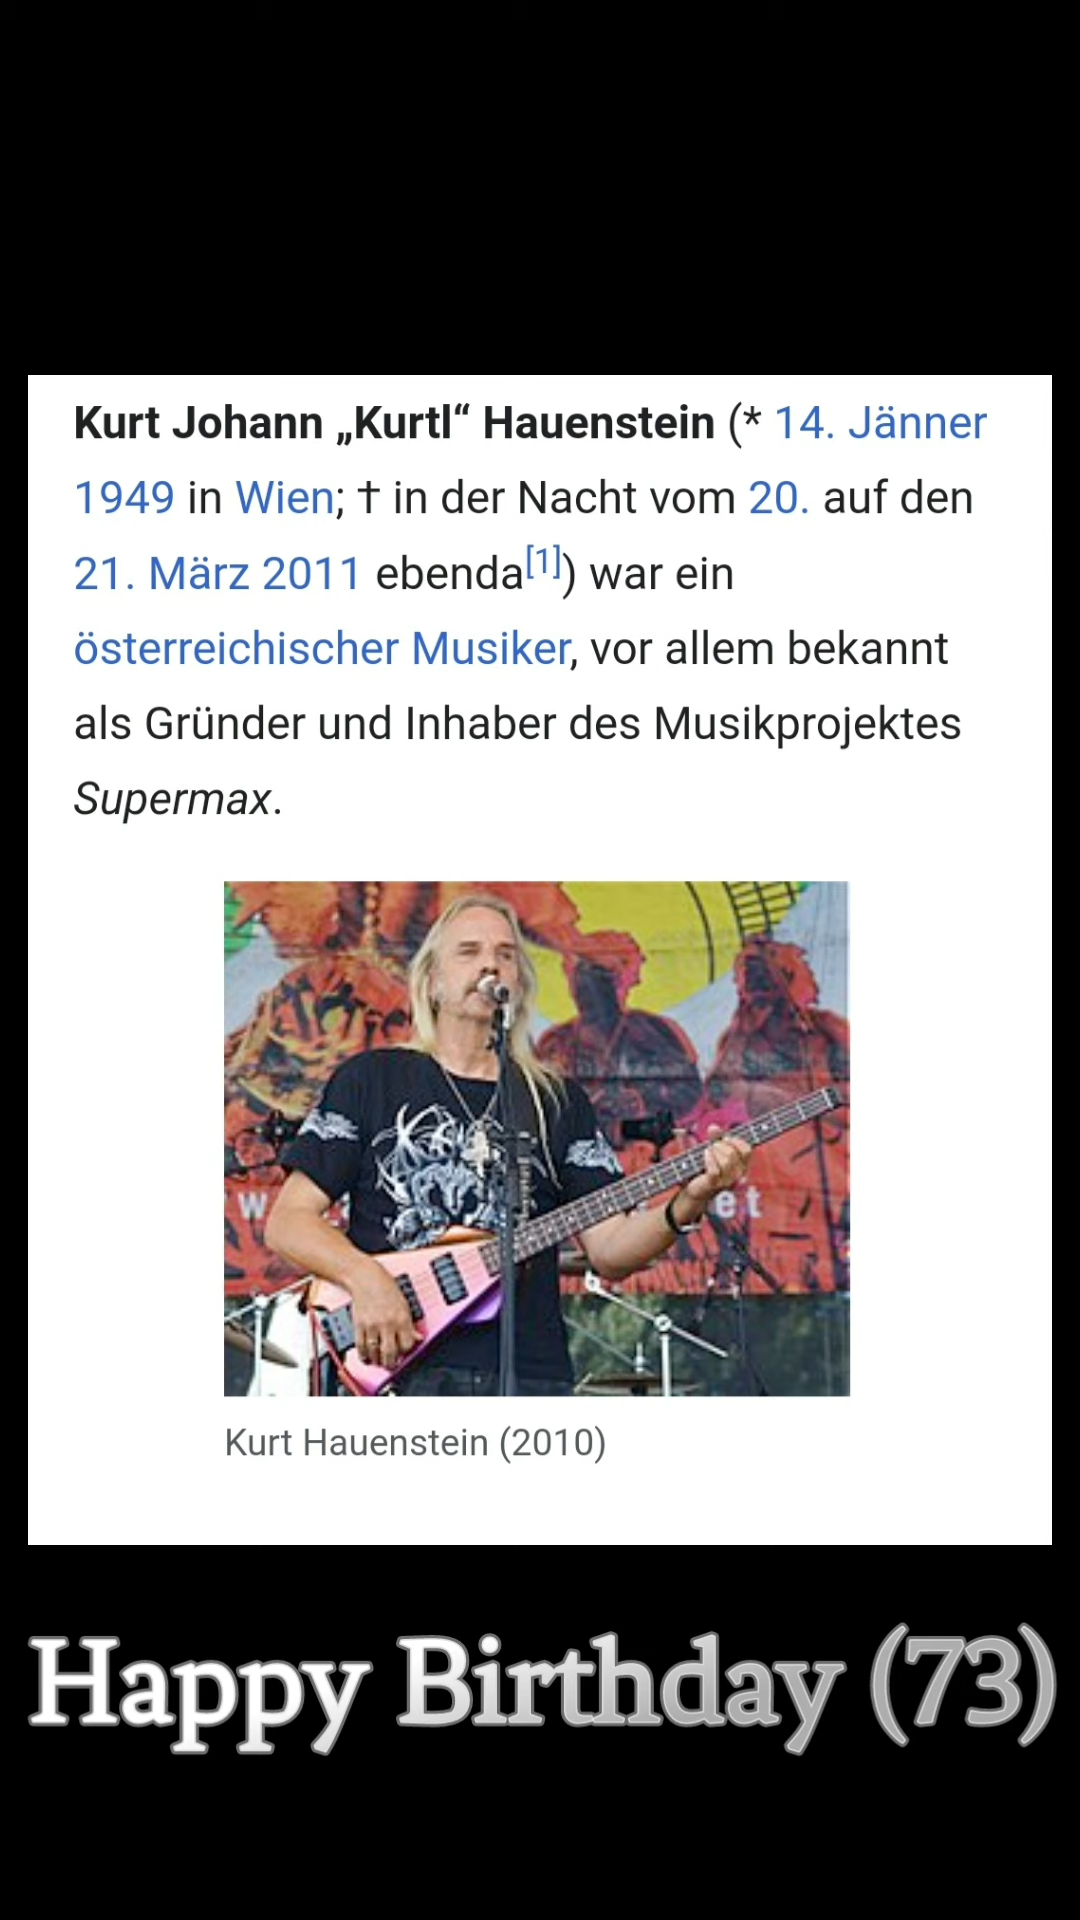 Kurt Johann „Kurtl“ Hauenstein (* 14. Jänner
1949 in Wien; † in der Nacht vom 20. auf den
21. März 2011 ebenda[1]) war ein
österreichischer Musiker, vor allem bekannt
als Gründer und Inhaber des Musikprojektes
Supermax.
w
et
Kurt Hauenstein (2010)
Happy Birthday (73)